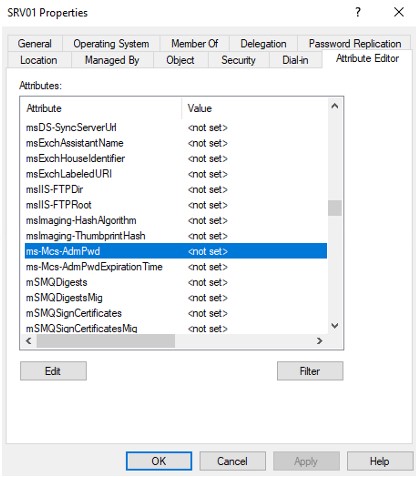 SRV01 Properties
General Operating System Member Of Delegation Password Replication
Location Managed By Object Security Dial-in Attribute Editor
Attributes:
Attribute Value
msDS-SyncServerUrl <not set>
msExchAssistantName <not set>
msExchHouseIdentifier <not set>
msExchLabeledURI <not set>
msIIS-FTPDir <not set>
msIIS-FTPRoot <not set>
msImaging-HashAlgorithm <not set>
msImaging-ThumbprintHash <not set>
ms-Mcs-AdmPwd <not set>
ms-Mcs-AdmPwdExpirationTime <not set>
mSMQDigests <not set>
mSMQDigestsMig <not set>
mSMQSignCertificates <not set>
mSMQSignCertificatesMig <not set>
Edit Filter
OK Cancel Apply Help